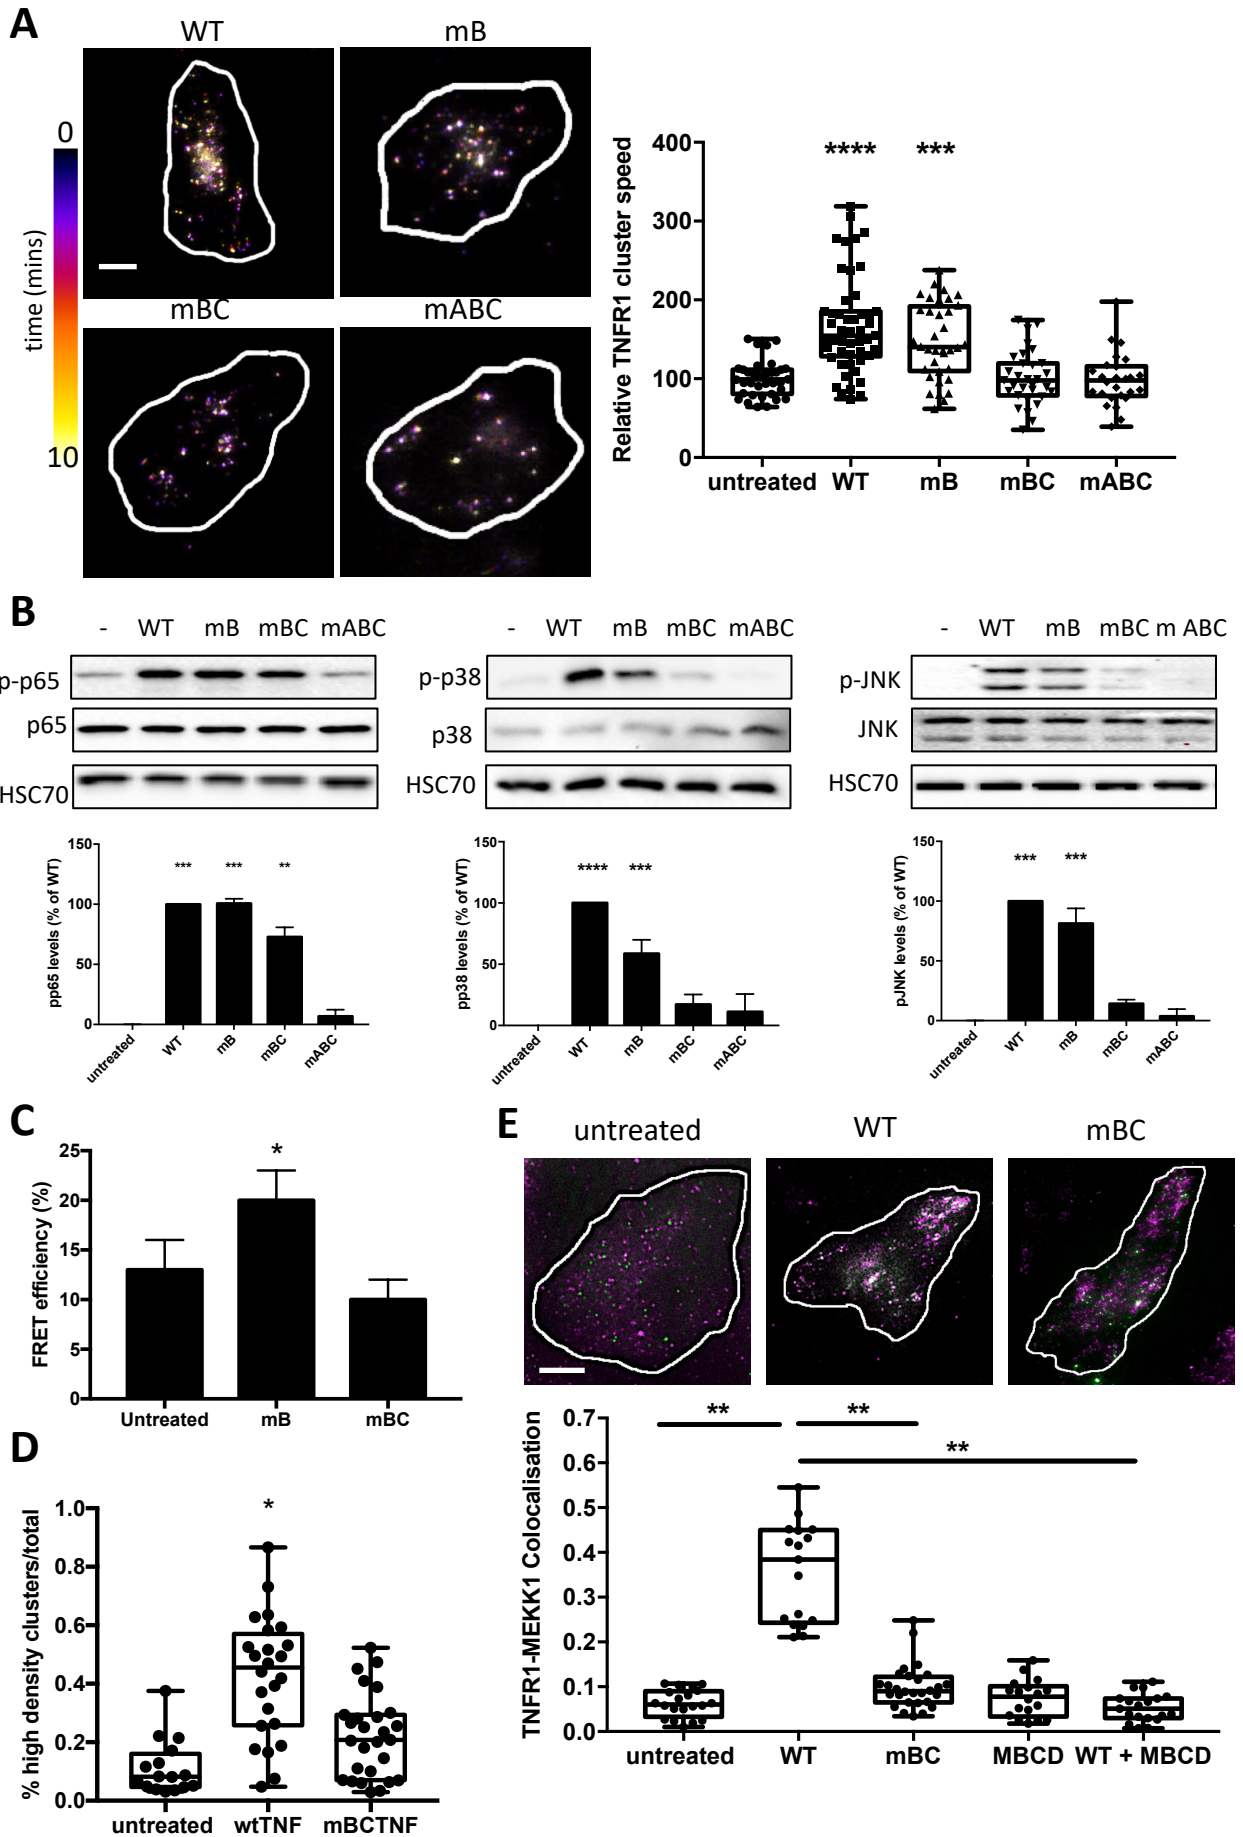 A
WT
mB
0
time (mins)
10
mBC
mABC
Relative TNFR1 cluster speed
400
300
200
100
0
****
***
untreated WT mB mBC mABC
B
- WT mB mBC mABC
p-p65
p65
HSC70
- WT mB mBC mABC
p-p38
p38
HSC70
- WT mB mBC m ABC
p-JNK
JNK
HSC70
pp65 levels (% of WT)
150
100
50
0
*** *** **
untreated WT mB mBC mABC
pp38 levels (% of WT)
150
100
50
0
**** ***
untreated WT mB mBC mABC
pJNK levels (% of WT)
150
100
50
0
*** ***
untreated WT mB mBC mABC
C
FRET efficiency (%)
25
20
15
10
5
0
*
Untreated mB mBC
D
% high density clusters/total
1.0
0.8
0.6
0.4
0.2
0.0
*
untreated wtTNF mBCTNF
E
untreated
WT
mBC
TNFR1-MEKK1 Colocalisation
0.7
0.6
0.5
0.4
0.3
0.2
0.1
0.0
** **
**
untreated WT mBC MBCD WT + MBCD